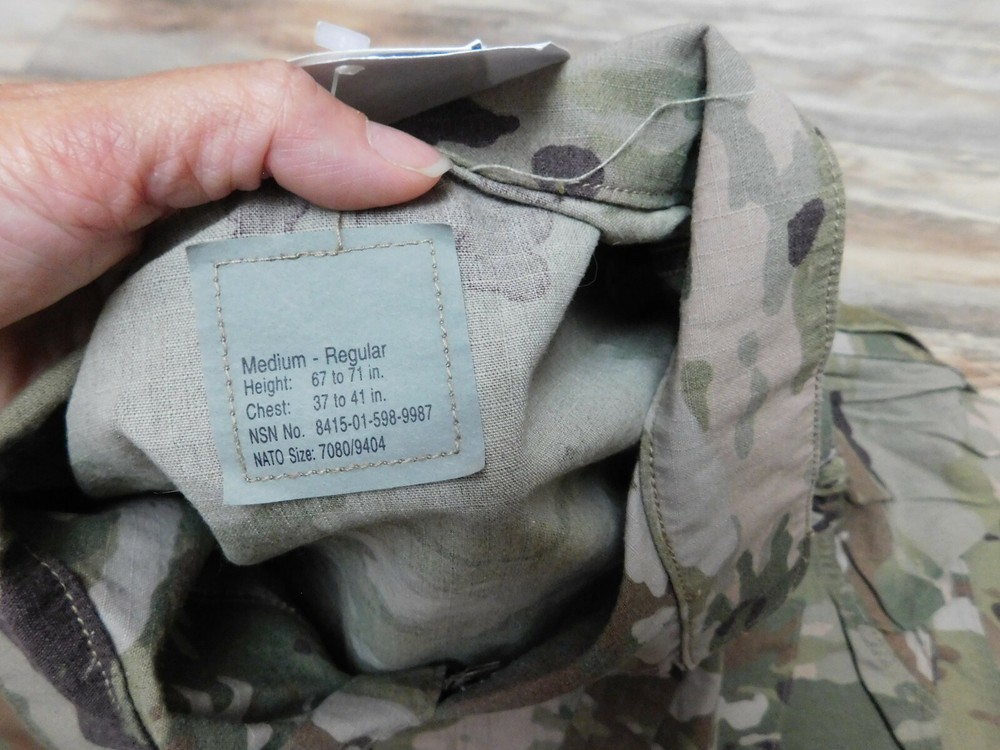 Medium - Regular
Height: 67 to 71 in.
Chest: 37 to 41 in.
NSN No. 8415-01-598-9987
NATO Size: 7080/9404